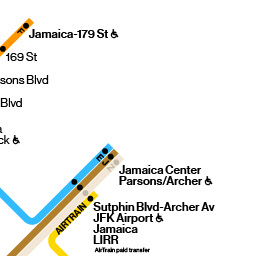 F
Jamaica-179 St ♿
169 St
sons Blvd
Blvd
ck ♿
E
Jamaica Center
Parsons/Archer ♿
Sutphin Blvd-Archer Av
JFK Airport ♿
Jamaica
LIRR
AirTrain paid transfer
AIRTRAIN